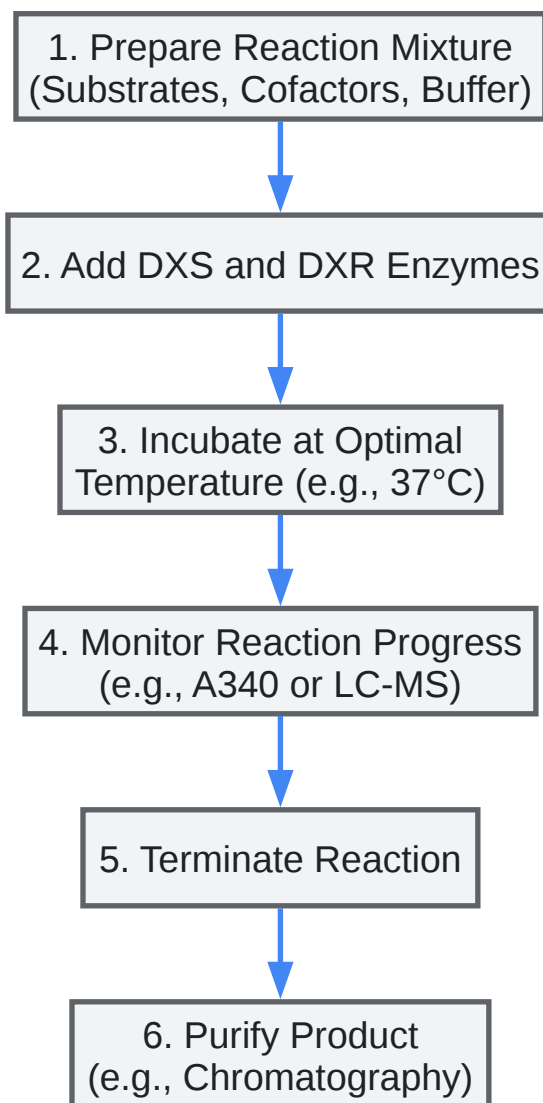 1. Prepare Reaction Mixture
(Substrates, Cofactors, Buffer)
2. Add DXS and DXR Enzymes
3. Incubate at Optimal
Temperature (e.g., 37°C)
4. Monitor Reaction Progress
(e.g., A340 or LC-MS)
5. Terminate Reaction
6. Purify Product
(e.g., Chromatography)